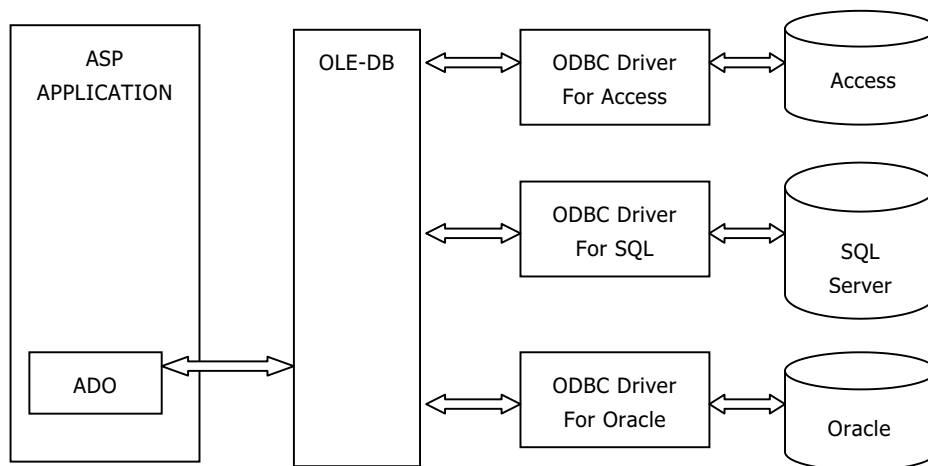 ASP
APPLICATION
ADO
OLE-DB
ODBC Driver
For Access
Access
ODBC Driver
For SQL
SQL
Server
ODBC Driver
For Oracle
Oracle